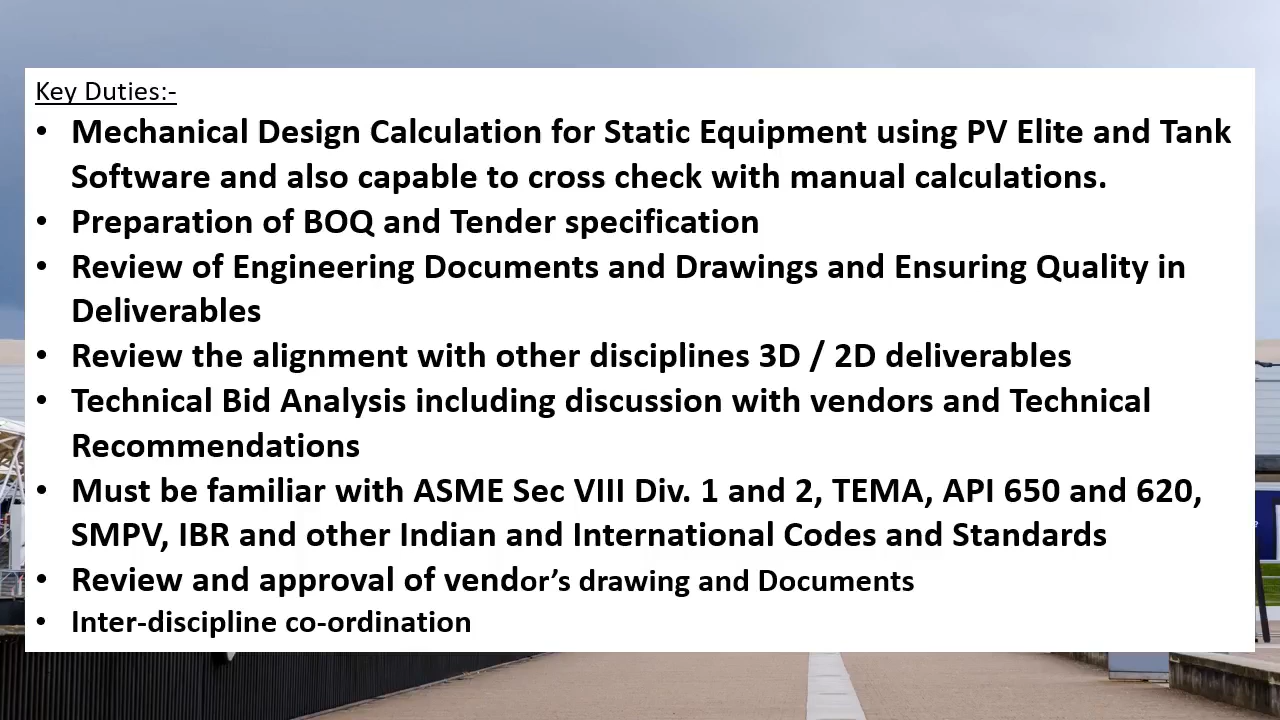 Key Duties:-
• Mechanical Design Calculation for Static Equipment using PV Elite and Tank
Software and also capable to cross check with manual calculations.
• Preparation of BOQ and Tender specification
• Review of Engineering Documents and Drawings and Ensuring Quality in
Deliverables
• Review the alignment with other disciplines 3D / 2D deliverables
• Technical Bid Analysis including discussion with vendors and Technical
Recommendations
• Must be familiar with ASME Sec VIII Div. 1 and 2, TEMA, API 650 and 620,
SMPV, IBR and other Indian and International Codes and Standards
• Review and approval of vendor’s drawing and Documents
• Inter-discipline co-ordination